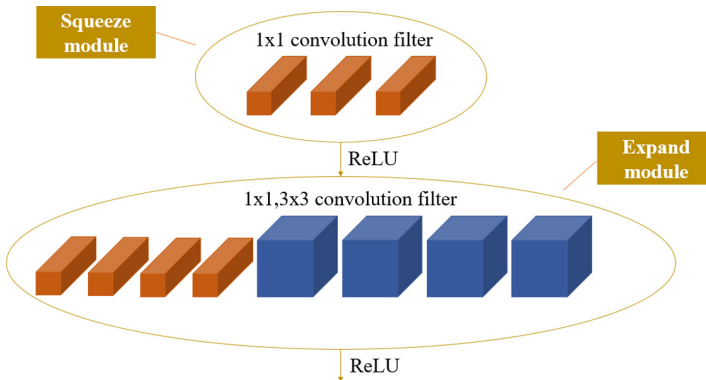 Squeeze
module
1x1 convolution filter
ReLU
Expand
module
1x1,3x3 convolution filter
ReLU